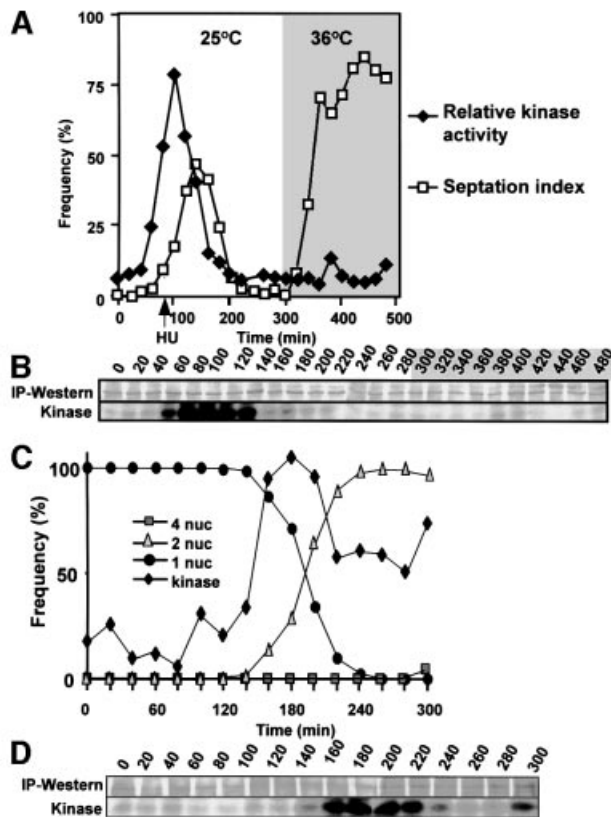 A
25°C 36°C
100
75
50
25
0
Frequency (%)
0 100 200 300 400 500
HU
Time (min)
Relative kinase activity
Septation index
B
0 20 40 60 80 100 120 140 160 180 200 220 240 260 280 300 320 340 360 380 400 420 440 460 480
IP-Western
Kinase
C
100
50
0
Frequency (%)
4 nuc
2 nuc
1 nuc
kinase
0 60 120 180 240 300
Time (min)
D
0 20 40 60 80 100 120 140 160 180 200 220 240 260 280 300
IP-Western
Kinase